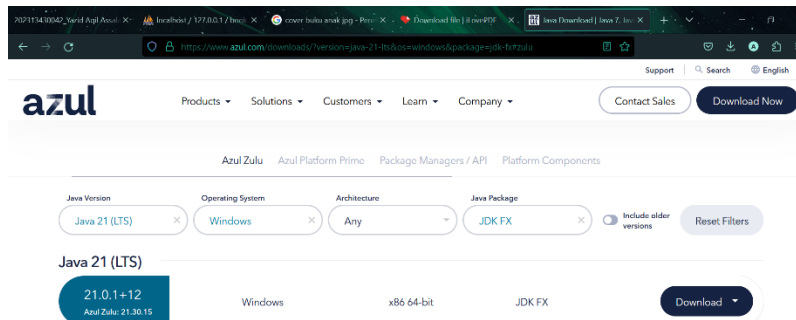 202313430042_Yazid Aqil Assal
localhost / 127.0.0.1 /
cover buku anak jpg - Pen
Download file | iLovePDF
Java Download | Java 7, Jav
https://www.azul.com/downloads/?version=java-21-lts&os=windows&package=jdk-fx#zulu
Support Search English
azul Products Solutions Customers Learn Company Contact Sales Download Now
Azul Zulu Azul Platform Prime Package Managers / API Platform Components
Java Version Operating System Architecture Java Package
Java 21 (LTS) Windows Any JDK FX Include older versions Reset Filters
Java 21 (LTS)
21.0.1+12 Windows x86 64-bit JDK FX Download
Azul Zulu: 21.30.15